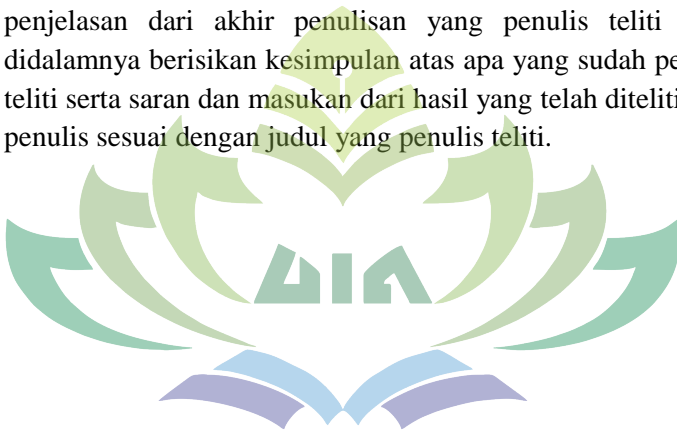 penjelasan dari akhir penulisan yang penulis teliti
didalamnya berisikan kesimpulan atas apa yang sudah
teliti serta saran dan masukan dari hasil yang telah diteliti
penulis sesuai dengan judul yang penulis teliti.
UIN